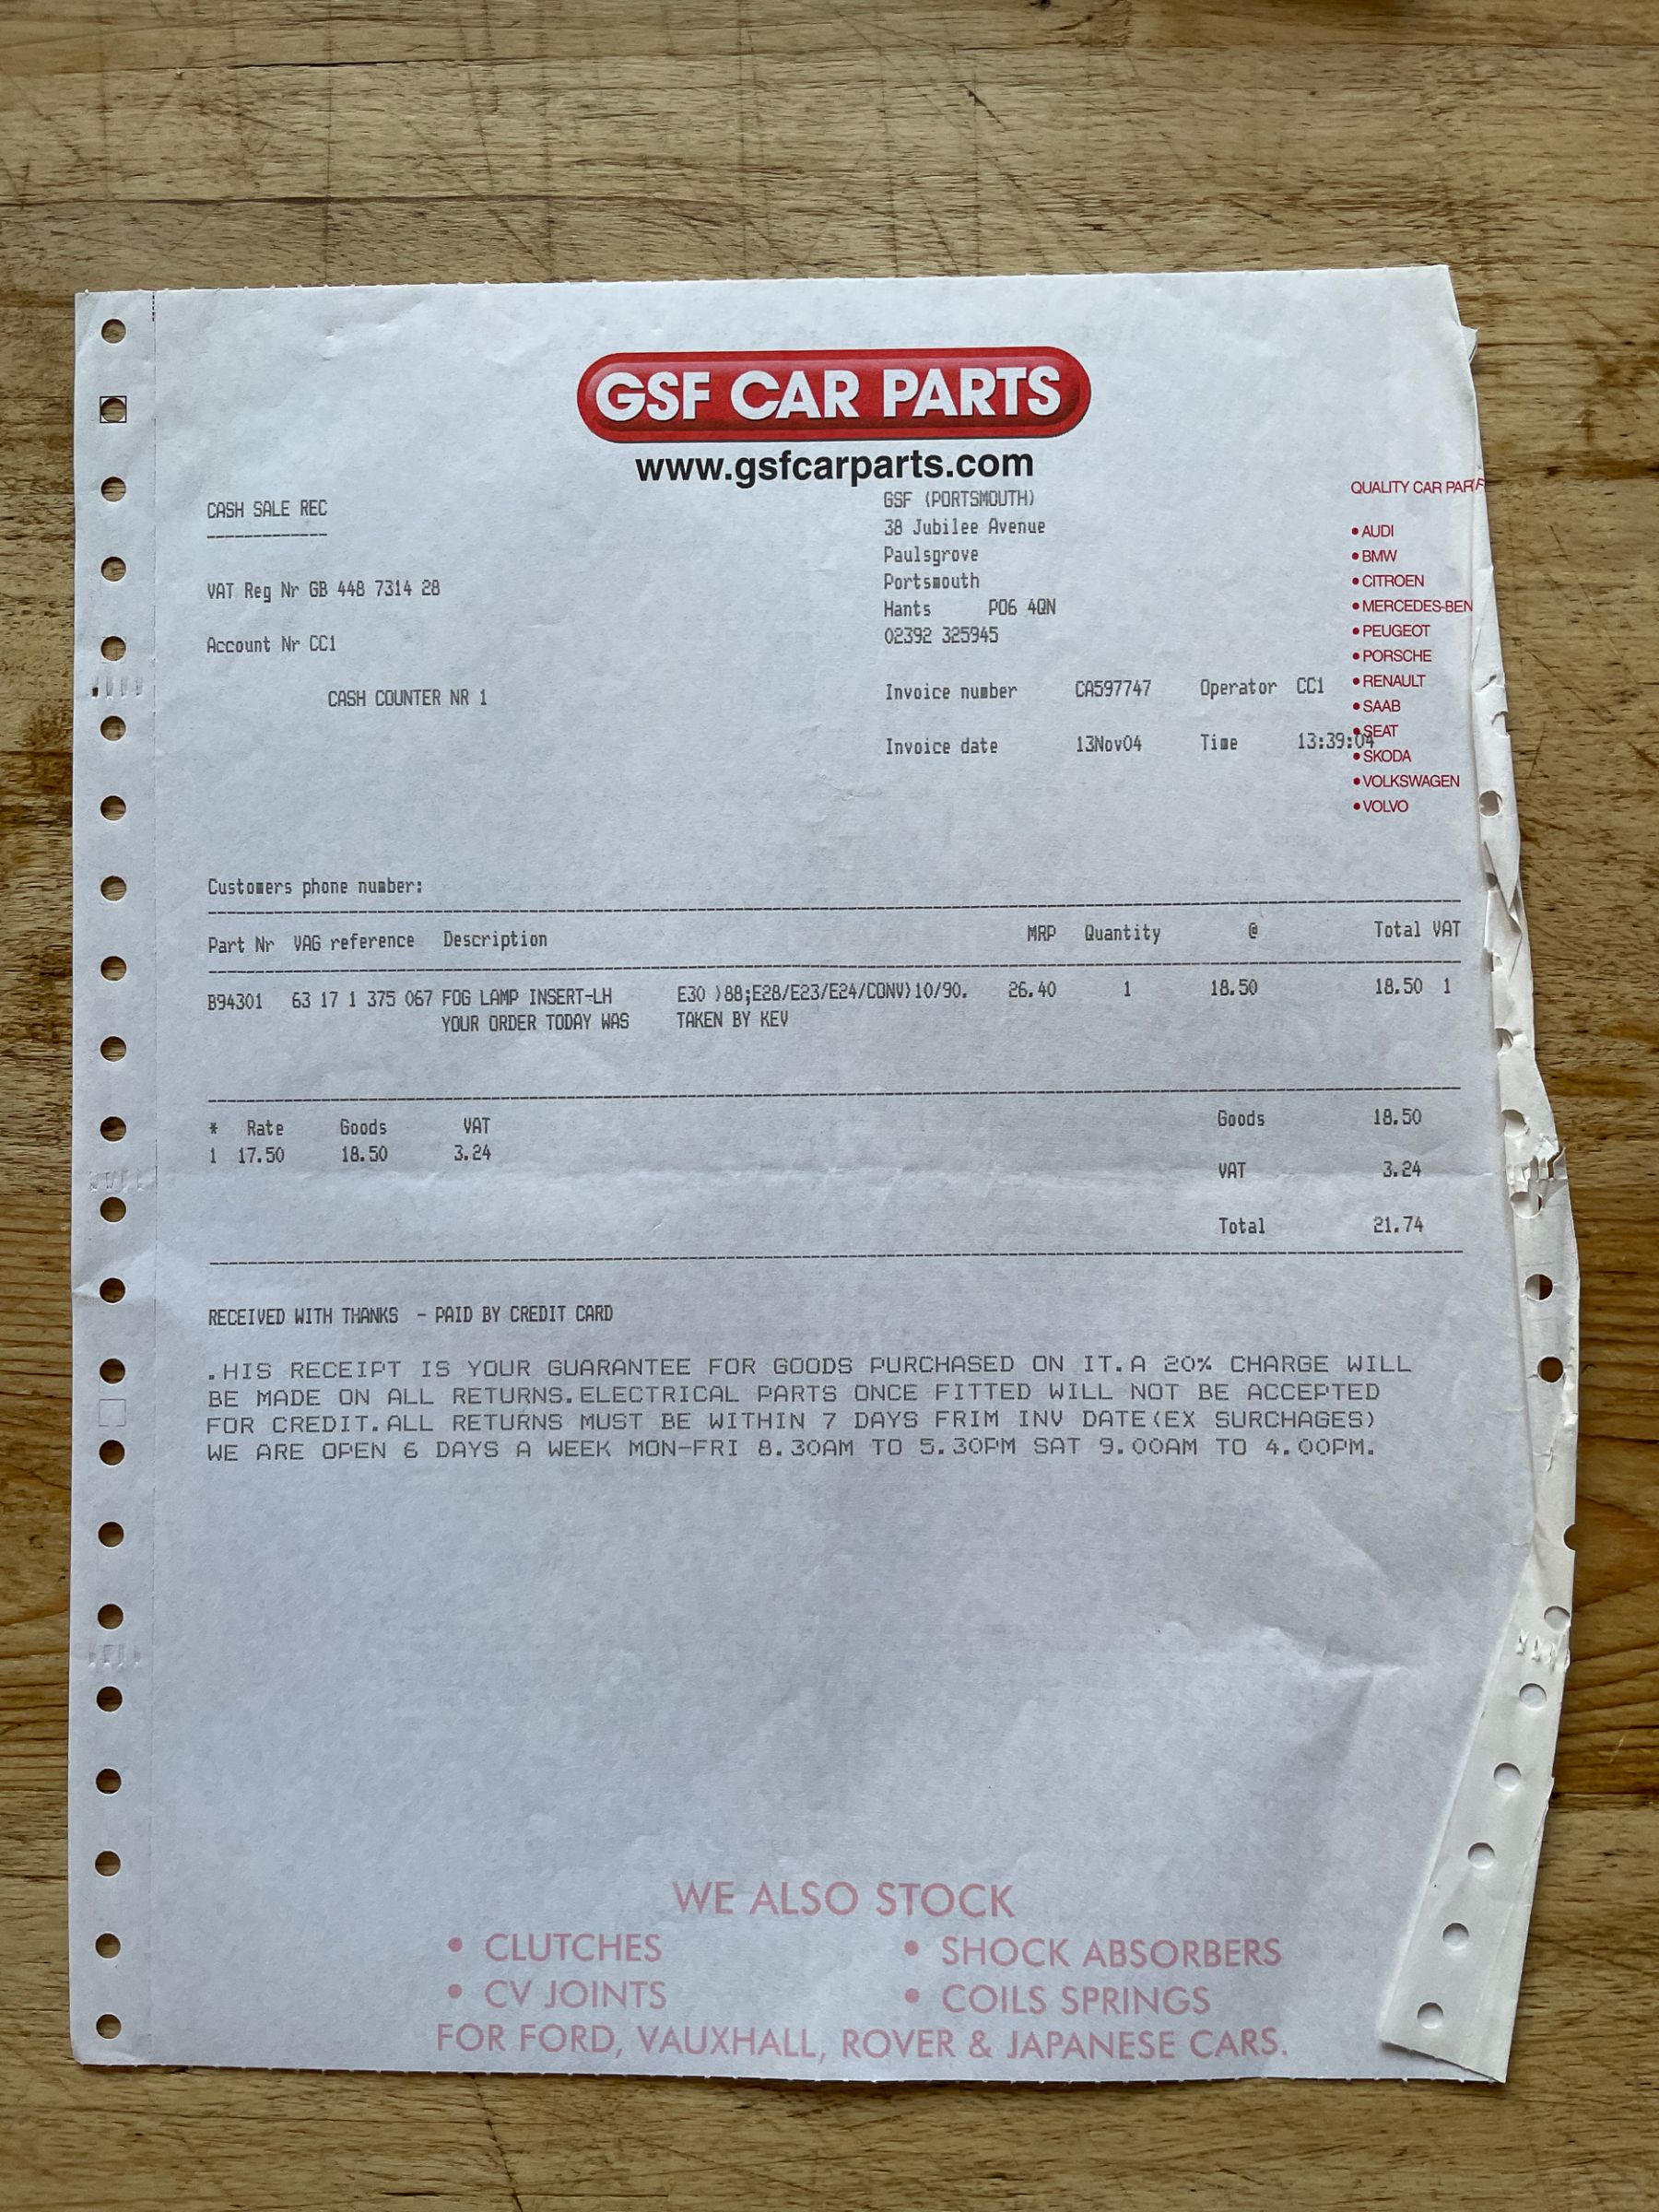 GSF CAR PARTS
www.gsfcarparts.com
CASH SALE REC
VAT Reg Nr GB 448 7314 28
Account Nr CC1
CASH COUNTER NR 1
GSF (PORTSMOUTH)
38 Jubilee Avenue
Paulsgrove
Portsmouth
Hants PO6 4QN
02392 325945
Invoice number CA597747 Operator CC1
Invoice date 13Nov04 Time 13:39:04
QUALITY CAR PAR
• AUDI
• BMW
• CITROEN
• MERCEDES-BEN
• PEUGEOT
• PORSCHE
• RENAULT
• SAAB
• SEAT
• SKODA
• VOLKSWAGEN
• VOLVO
Customers phone number:
Part Nr VAG reference Description MRP Quantity @ Total VAT
B94301 63 17 1 375 067 FOG LAMP INSERT-LH E30 )88;E28/E23/E24/CONV)10/90. 26.40 1 18.50 18.50 1
YOUR ORDER TODAY WAS TAKEN BY KEV
* Rate Goods VAT
1 17.50 18.50 3.24
Goods 18.50
VAT 3.24
Total 21.74
RECEIVED WITH THANKS - PAID BY CREDIT CARD
.HIS RECEIPT IS YOUR GUARANTEE FOR GOODS PURCHASED ON IT.A 20% CHARGE WILL
BE MADE ON ALL RETURNS.ELECTRICAL PARTS ONCE FITTED WILL NOT BE ACCEPTED
FOR CREDIT.ALL RETURNS MUST BE WITHIN 7 DAYS FRIM INV DATE(EX SURCHAGES)
WE ARE OPEN 6 DAYS A WEEK MON-FRI 8.30AM TO 5.30PM SAT 9.00AM TO 4.00PM.
WE ALSO STOCK
• CLUTCHES • SHOCK ABSORBERS
• CV JOINTS • COILS SPRINGS
FOR FORD, VAUXHALL, ROVER & JAPANESE CARS.